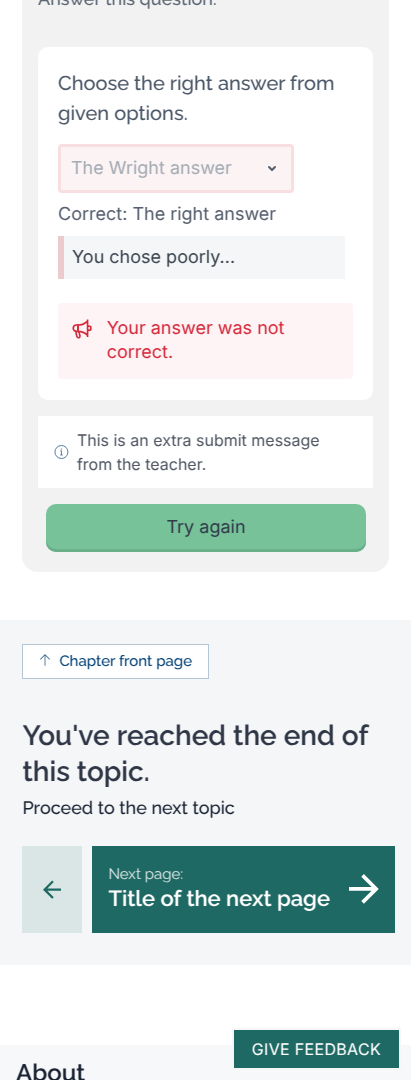 Answer this question.
Choose the right answer from
given options.
The Wright answer
Correct: The right answer
You chose poorly...
Your answer was not
correct.
This is an extra submit message
from the teacher.
Try again
Chapter front page
You've reached the end of
this topic.
Proceed to the next topic
Next page:
Title of the next page
GIVE FEEDBACK
About